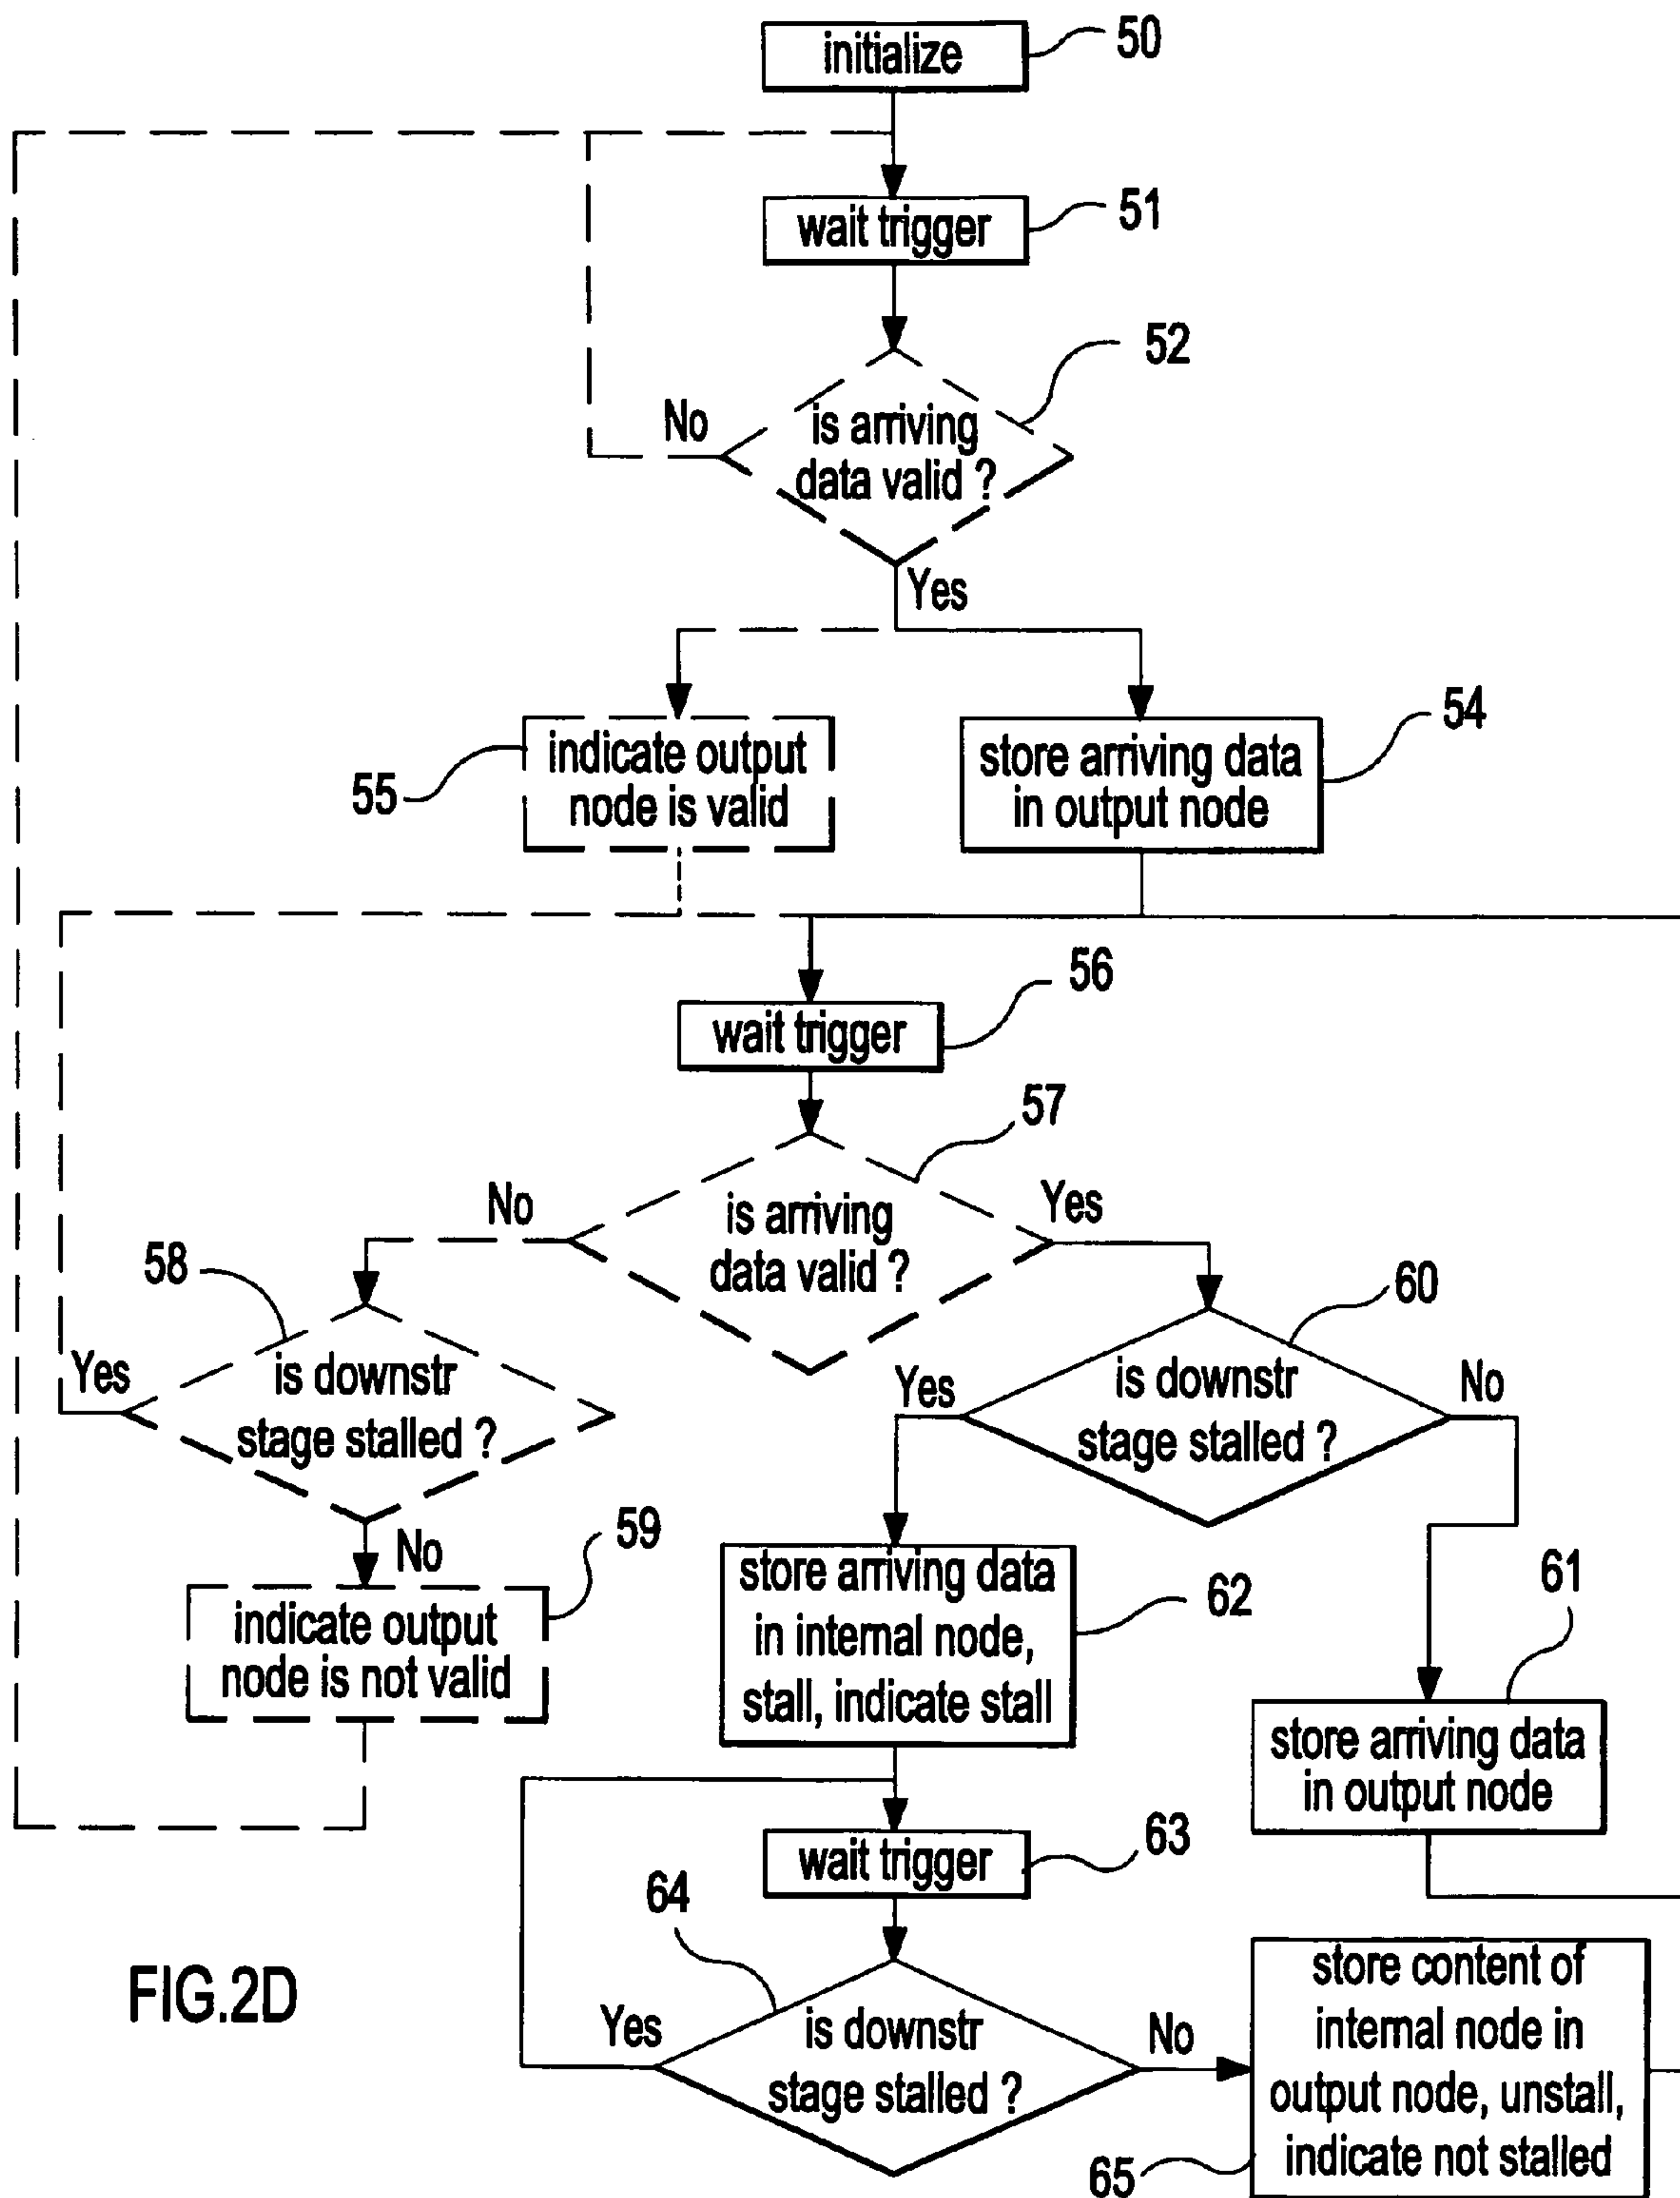 initialize
50
wait trigger
51
52
No
is arriving
data valid ?
Yes
55
indicate output
node is valid
store arriving data
in output node
54
56
wait trigger
57
No
is arriving
data valid ?
Yes
58
Yes
is downstr
stage stalled ?
No
60
Yes
is downstr
stage stalled ?
No
59
indicate output
node is not valid
store arriving data
in internal node,
stall, indicate stall
62
61
store arriving data
in output node
wait trigger
63
64
FIG.2D
Yes
is downstr
stage stalled ?
No
store content of
internal node in
output node, unstall,
indicate not stalled
65